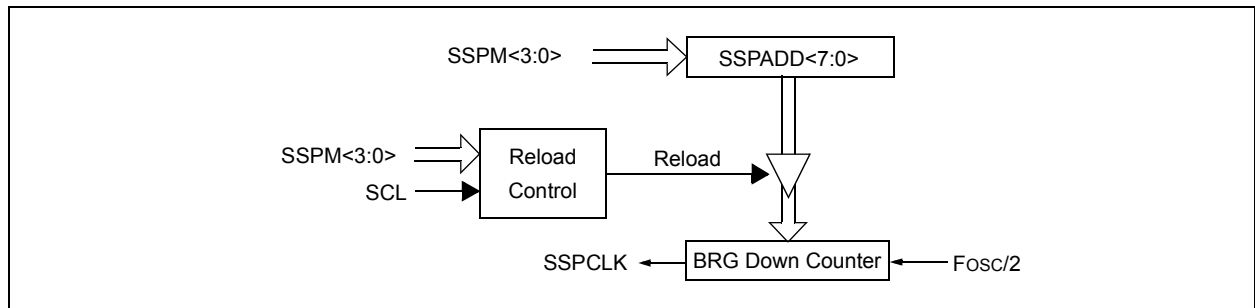 SSPM<3:0>
SSPADD<7:0>
SSPM<3:0>
SCL
Reload
Control
Reload
SSPCLK
BRG Down Counter
FOSC/2